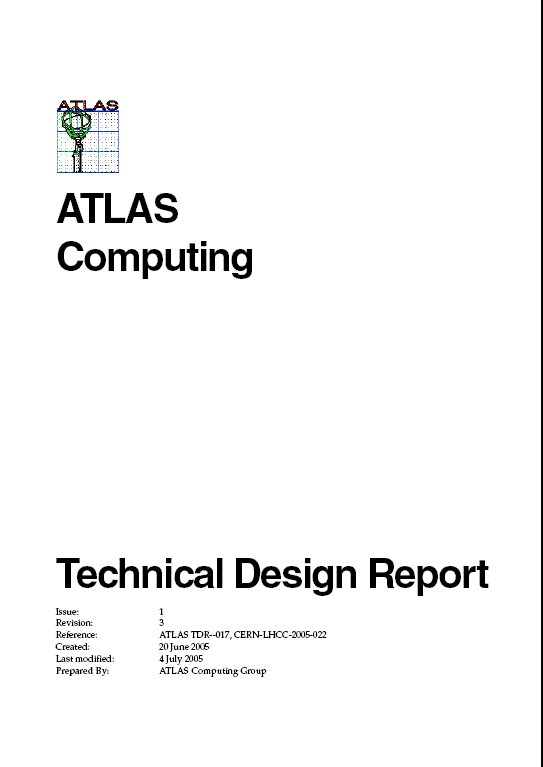 ATLAS
ATLAS
Computing
Technical Design Report
Issue: 1
Revision: 3
Reference: ATLAS TDR--017, CERN-LHCC-2005-022
Created: 20 June 2005
Last modified: 4 July 2005
Prepared By: ATLAS Computing Group